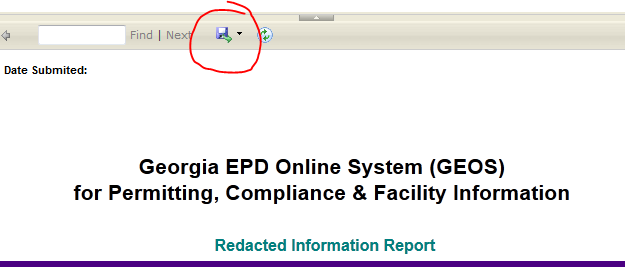 Find | Next
Date Submited:
Georgia EPD Online System (GEOS)
for Permitting, Compliance & Facility Information
Redacted Information Report